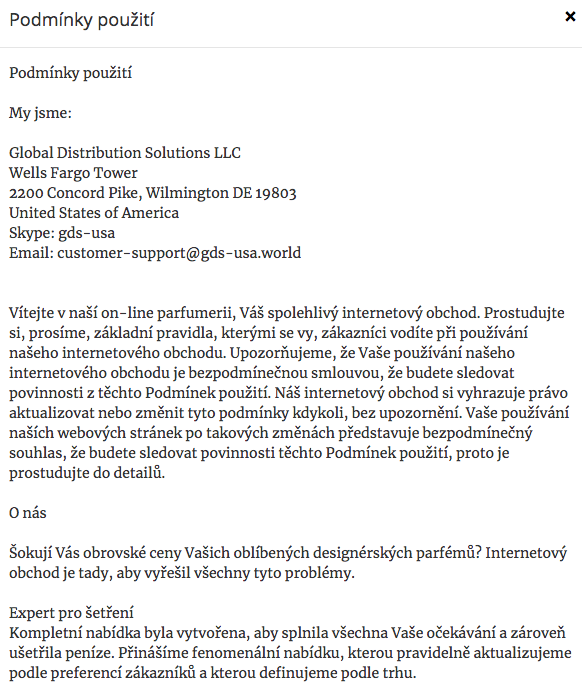 Podmínky použití
Podmínky použití
My jsme:
Global Distribution Solutions LLC
Wells Fargo Tower
2200 Concord Pike, Wilmington DE 19803
United States of America
Skype: gds-usa
Email: customer-support@gds-usa.world
Vítejte v naší on-line parfumerii, Váš spolehlivý internetový obchod. Prostudujte
si, prosíme, základní pravidla, kterými se vy, zákazníci vodíte při používání
našeho internetového obchodu. Upozorňujeme, že Vaše používání našeho
internetového obchodu je bezpodmínečnou smlouvou, že budete sledovat
povinnosti z těchto Podmínek použití. Náš internetový obchod si vyhrazuje právo
aktualizovat nebo změnit tyto podmínky kdykoli, bez upozornění. Vaše používání
naších webových stránek po takových změnách představuje bezpodmínečný
souhlas, že budete sledovat povinnosti těchto Podmínek použití, proto je
prostudujte do detailů.
O nás
Šokují Vás obrovské ceny Vašich oblíbených designérských parfémů? Internetový
obchod je tady, aby vyřešil všechny tyto problémy.
Expert pro šetření
Kompletní nabídka byla vytvořena, aby splnila všechna Vaše očekávání a zároveň
ušetřila peníze. Přinášíme fenomenální nabídku, kterou pravidelně aktualizujeme
podle preferencí zákazníků a kterou definujeme podle trhu.